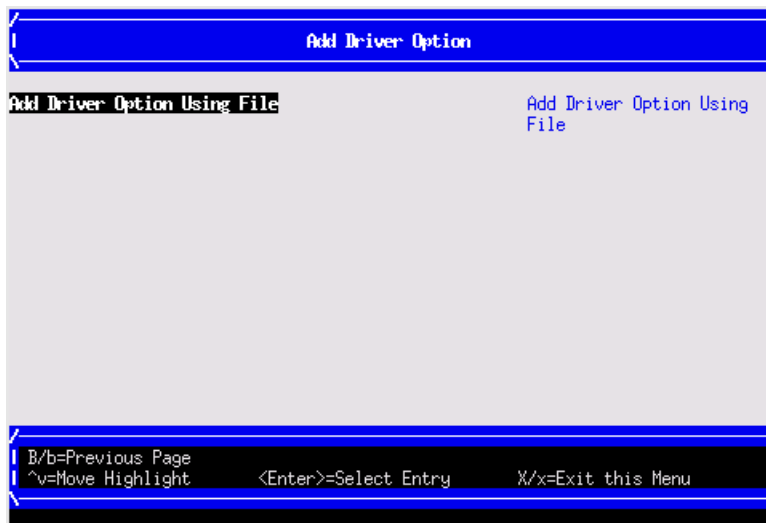 Add Driver Option
Add Driver Option Using File
Add Driver Option Using
File
B/b=Previous Page
^v=Move Highlight <Enter>=Select Entry X/x=Exit this Menu